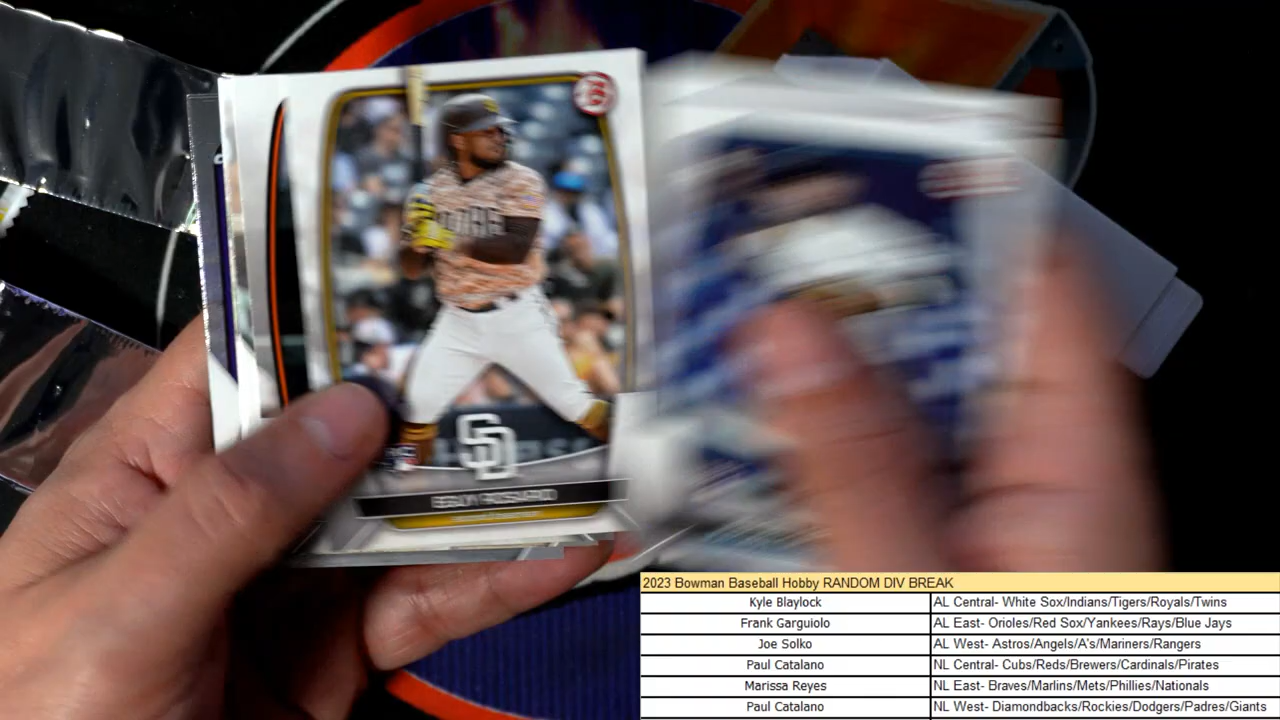 SD
2023 Bowman Baseball Hobby RANDOM DIV BREAK
Kyle Blaylock AL Central- White Sox/Indians/Tigers/Royals/Twins
Frank Garguiolo AL East- Orioles/Red Sox/Yankees/Rays/Blue Jays
Joe Solko AL West- Astros/Angels/A's/Mariners/Rangers
Paul Catalano NL Central- Cubs/Reds/Brewers/Cardinals/Pirates
Marissa Reyes NL East- Braves/Marlins/Mets/Phillies/Nationals
Paul Catalano NL West- Diamondbacks/Rockies/Dodgers/Padres/Giants